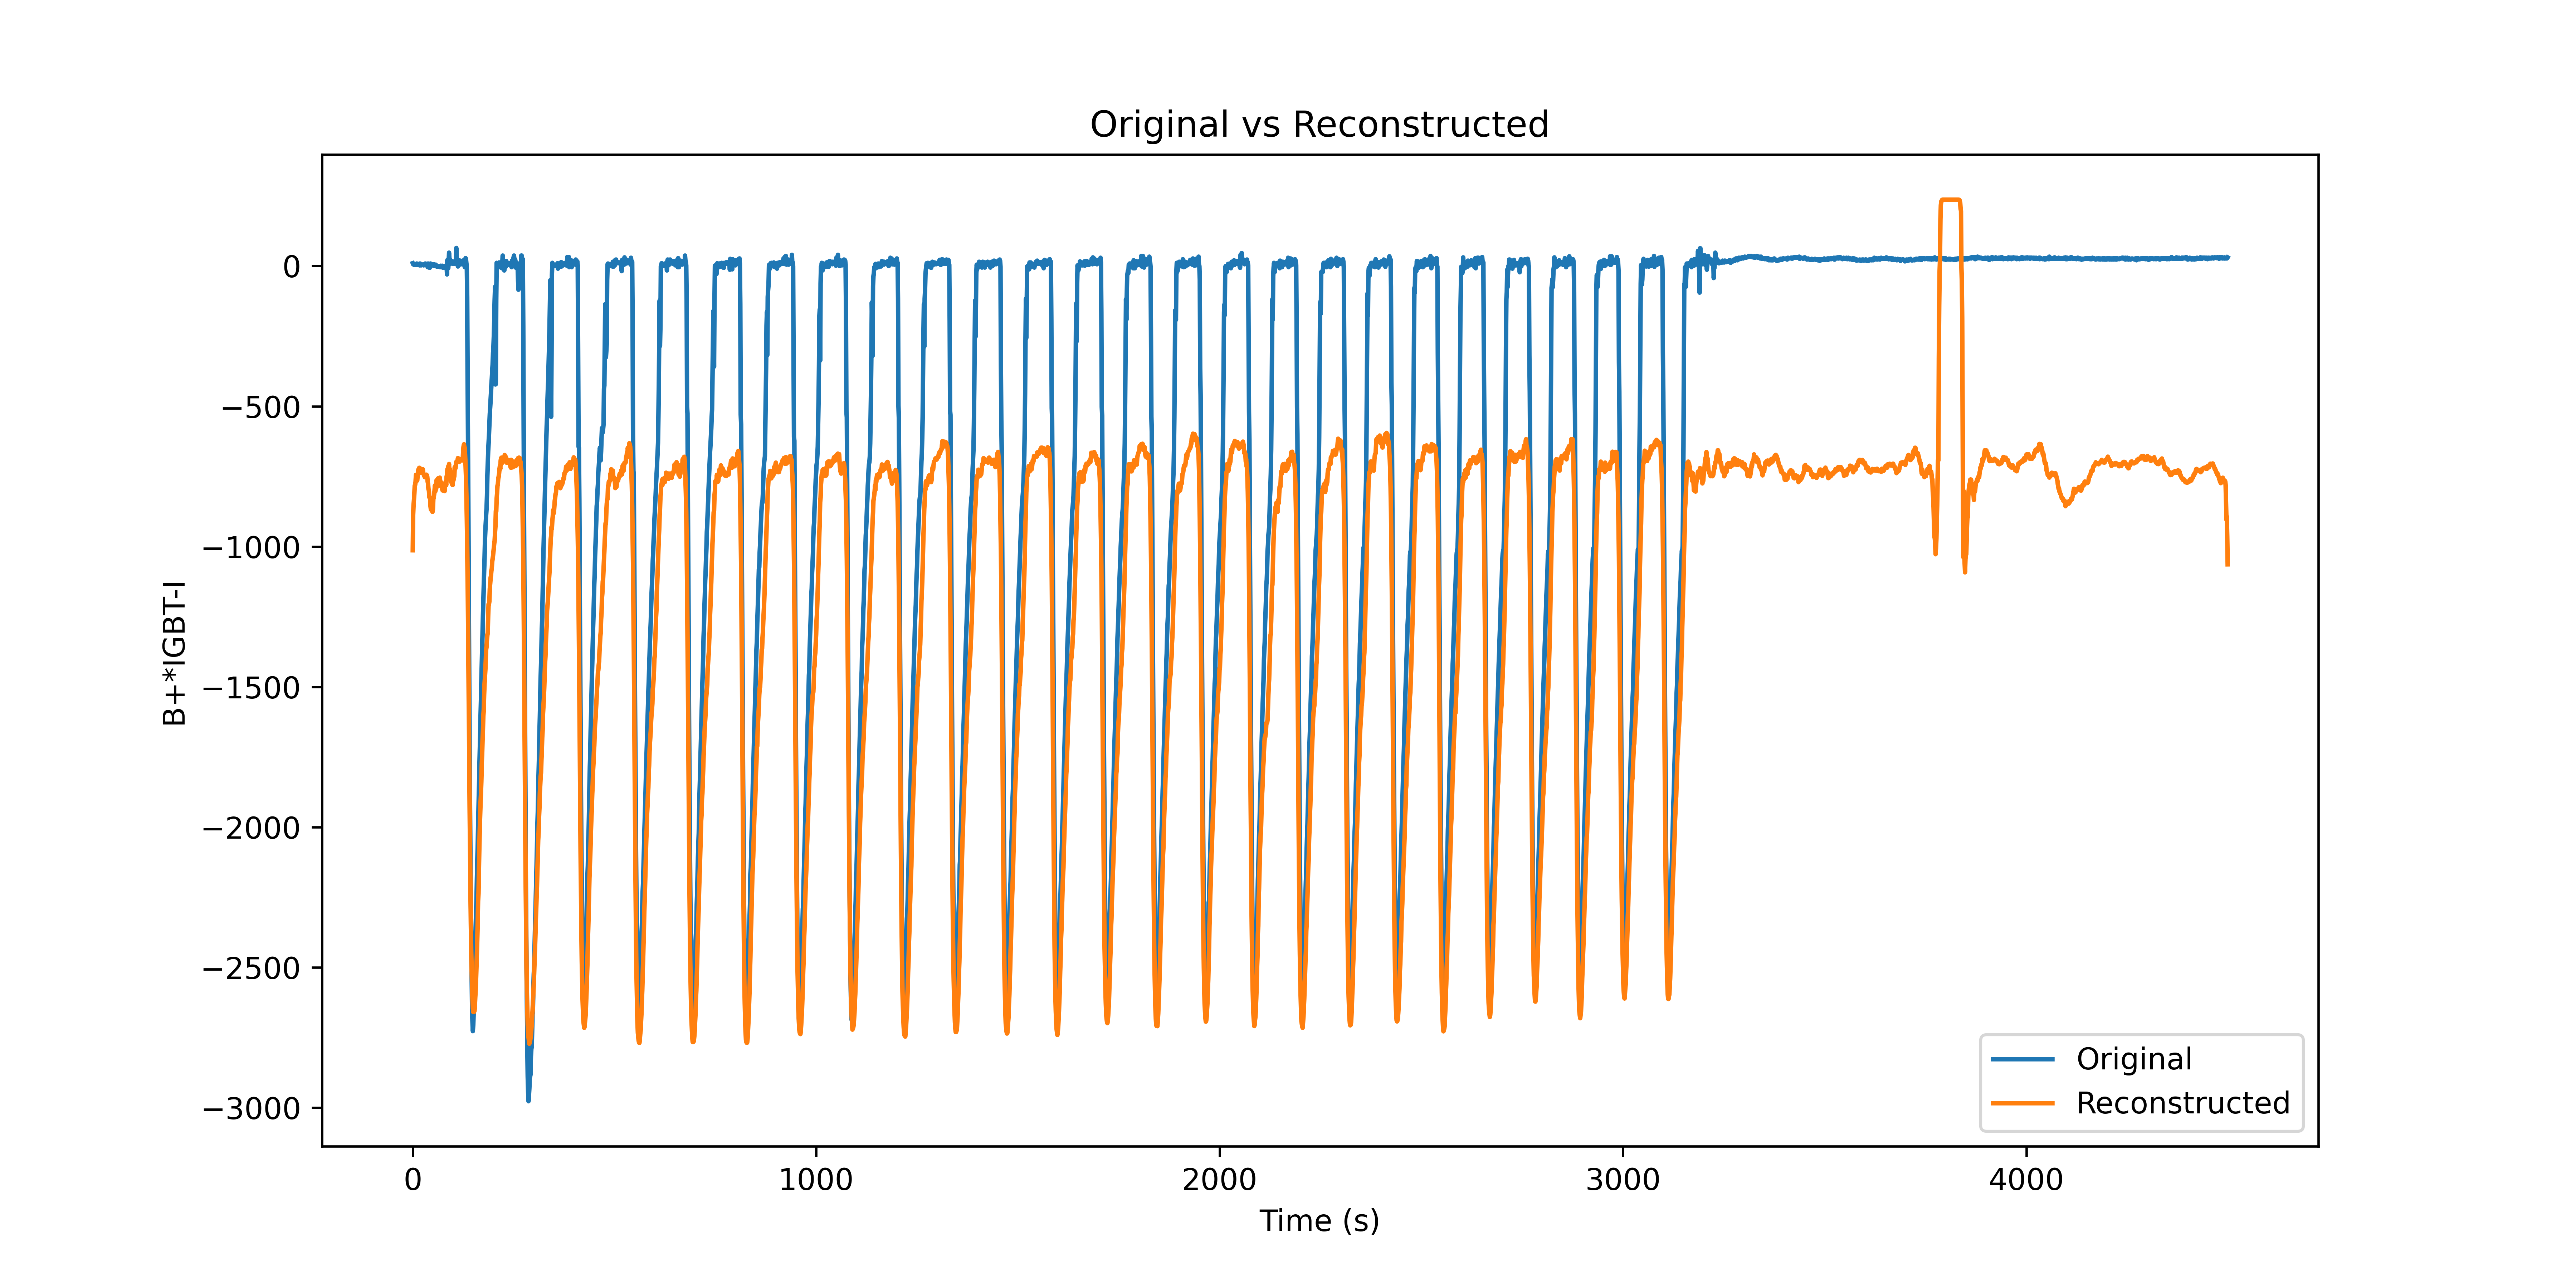 Original vs Reconstructed
B+*IGBT-I
0
−500
−1000
−1500
−2000
−2500
−3000
0 1000 2000 3000 4000
Time (s)
Original
Reconstructed